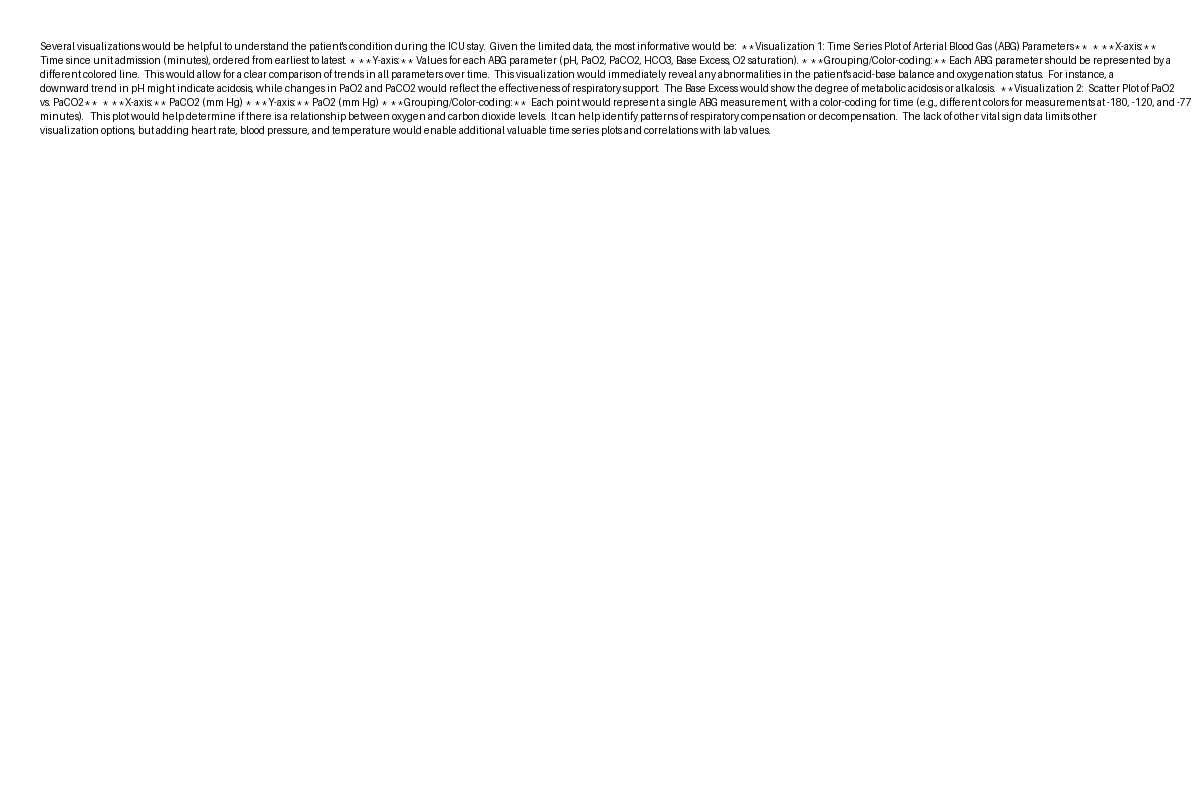 Several visualizations would be helpful to understand the patient's condition during the ICU stay.  Given the limited data, the most informative would be:  **Visualization 1: Time Series Plot of Arterial Blood Gas (ABG) Parameters**  * **X-axis:**
Time since unit admission (minutes), ordered from earliest to latest. * **Y-axis:** Values for each ABG parameter (pH, PaO2, PaCO2, HCO3, Base Excess, O2 saturation). * **Grouping/Color-coding:** Each ABG parameter should be represented by a
different colored line.  This would allow for a clear comparison of trends in all parameters over time.  This visualization would immediately reveal any abnormalities in the patient's acid-base balance and oxygenation status.  For instance, a
downward trend in pH might indicate acidosis, while changes in PaO2 and PaCO2 would reflect the effectiveness of respiratory support.  The Base Excess would show the degree of metabolic acidosis or alkalosis.  **Visualization 2:  Scatter Plot of PaO2
vs. PaCO2**  * **X-axis:** PaCO2 (mm Hg) * **Y-axis:** PaO2 (mm Hg) * **Grouping/Color-coding:**  Each point would represent a single ABG measurement, with a color-coding for time (e.g., different colors for measurements at -180, -120, and -77
minutes).   This plot would help determine if there is a relationship between oxygen and carbon dioxide levels.  It can help identify patterns of respiratory compensation or decompensation.  The lack of other vital sign data limits other
visualization options, but adding heart rate, blood pressure, and temperature would enable additional valuable time series plots and correlations with lab values.